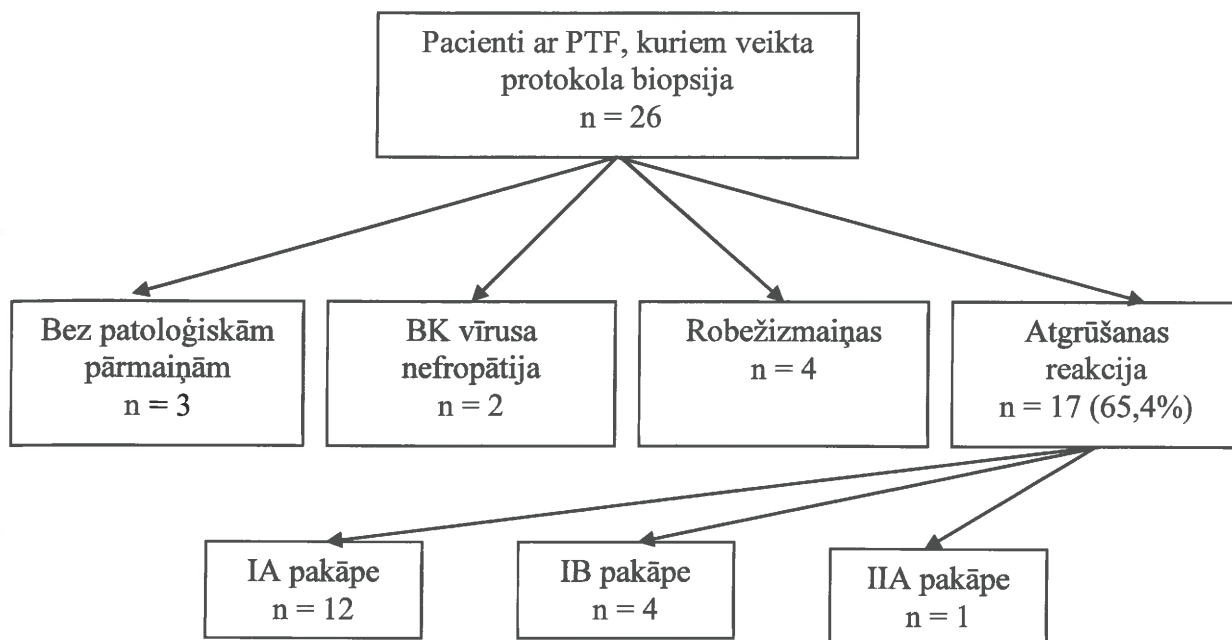 Pacienti ar PTF, kuriem veikta
protokola biopsija
n = 26
Bez patoloģiskām
pārmaiņām
n = 3
BK vīrusa
nefropātija
n = 2
Robežizmaiņas
n = 4
Atgrūšanas
reakcija
n = 17 (65,4%)
IA pakāpe
n = 12
IB pakāpe
n = 4
IIA pakāpe
n = 1